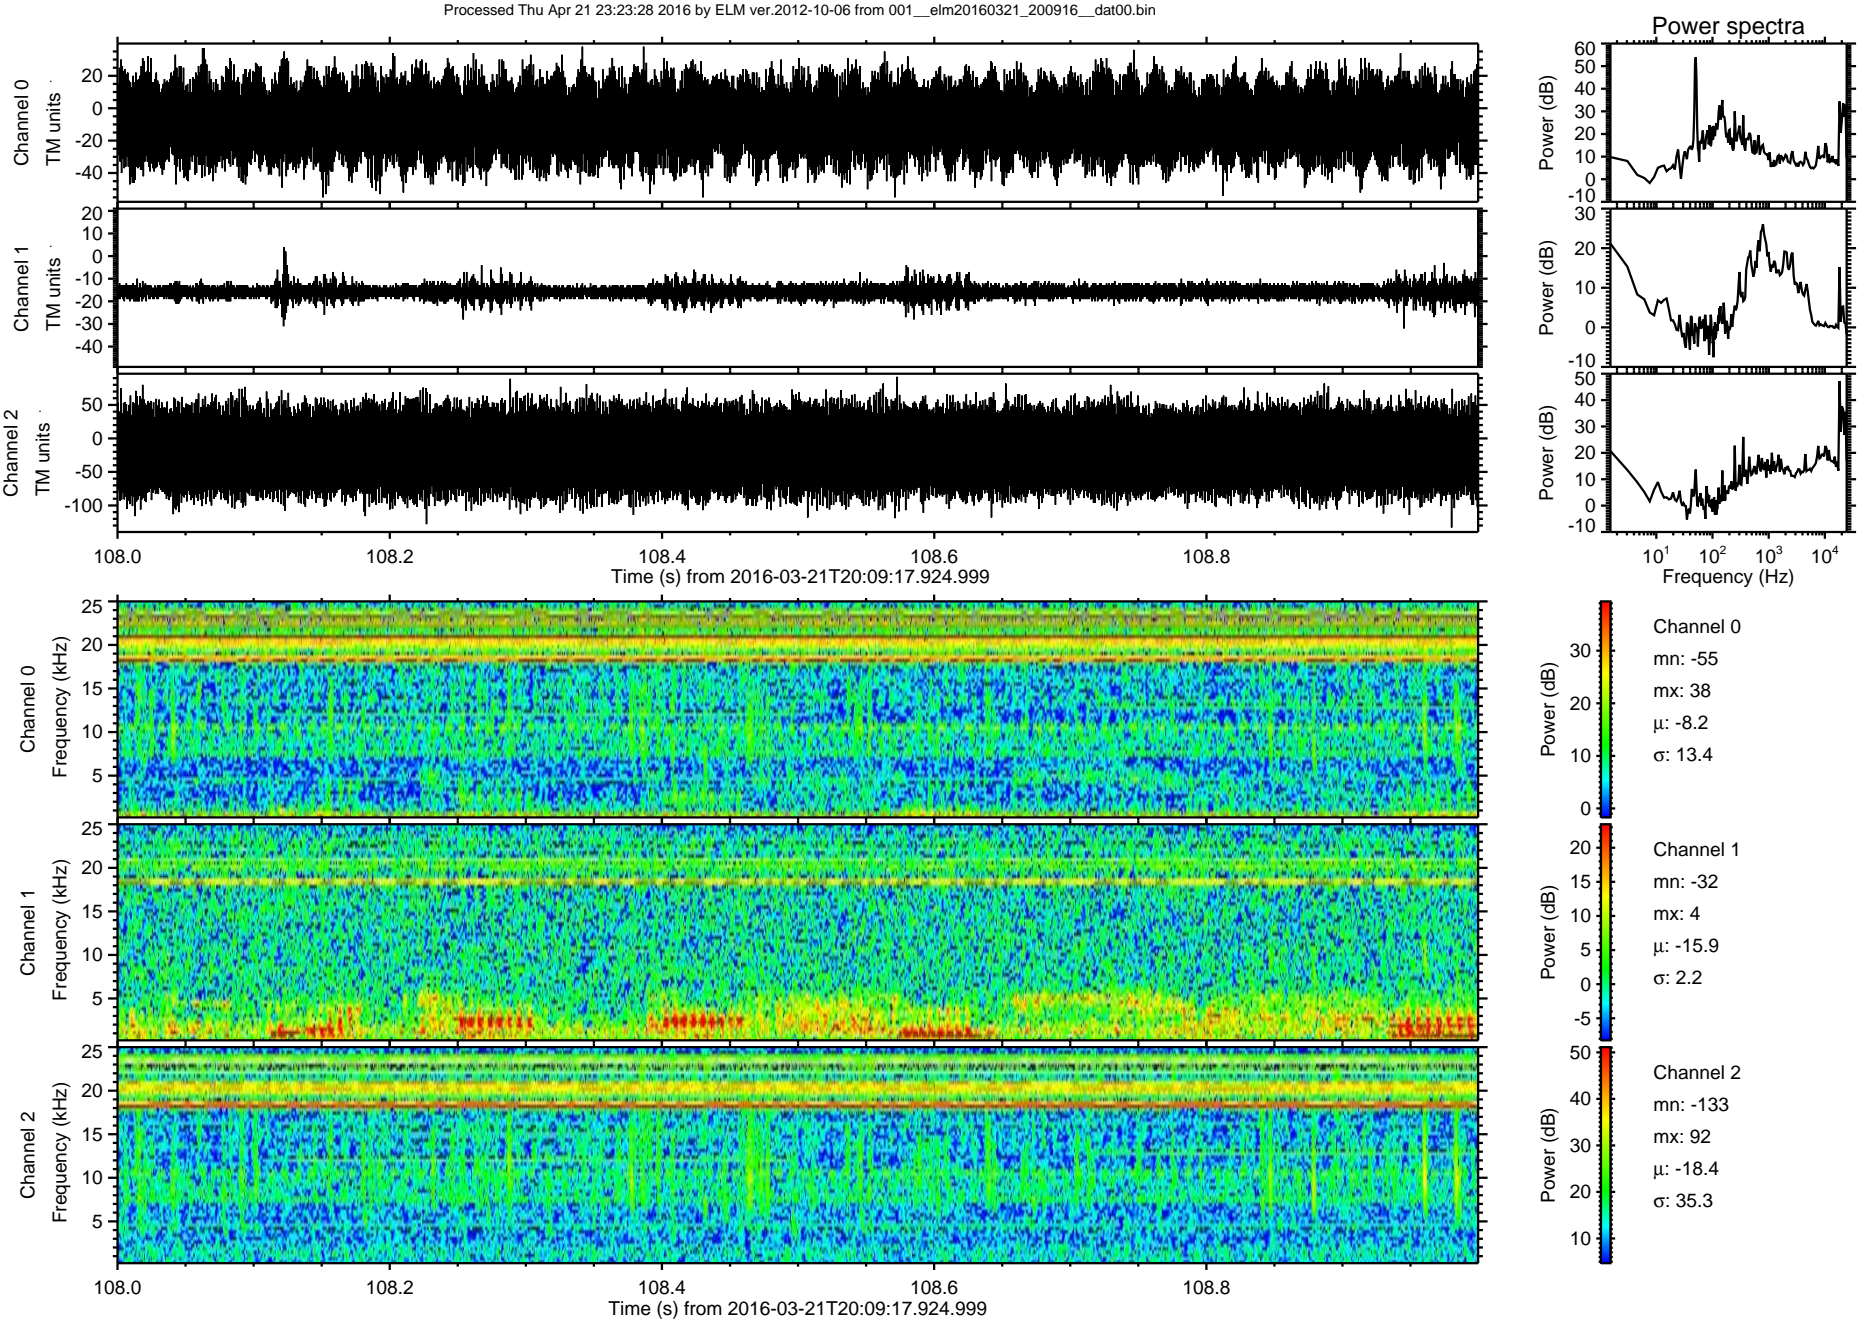 Processed Thu Apr 21 23:23:28 2016 by ELM ver.2012-10-06 from 001__elm20160321_200916__dat00.bin
Power spectra
Channel 0
TM units
20
0
-20
-40
Power (dB)
60
50
40
30
20
10
0
-10
Channel 1
TM units
20
10
0
-10
-20
-30
-40
Power (dB)
30
20
10
0
-10
Channel 2
TM units
50
0
-50
-100
Power (dB)
50
40
30
20
10
0
-10
108.0 108.2 108.4 108.6 108.8
Time (s) from 2016-03-21T20:09:17.924.999
10^1 10^2 10^3 10^4
Frequency (Hz)
Channel 0
Frequency (kHz)
25
20
15
10
5
Power (dB)
30
20
10
0
Channel 0
mn: -55
mx: 38
μ: -8.2
σ: 13.4
Channel 1
Frequency (kHz)
25
20
15
10
5
Power (dB)
20
15
10
5
0
-5
Channel 1
mn: -32
mx: 4
μ: -15.9
σ: 2.2
Channel 2
Frequency (kHz)
25
20
15
10
5
Power (dB)
50
40
30
20
10
Channel 2
mn: -133
mx: 92
μ: -18.4
σ: 35.3
108.0 108.2 108.4 108.6 108.8
Time (s) from 2016-03-21T20:09:17.924.999